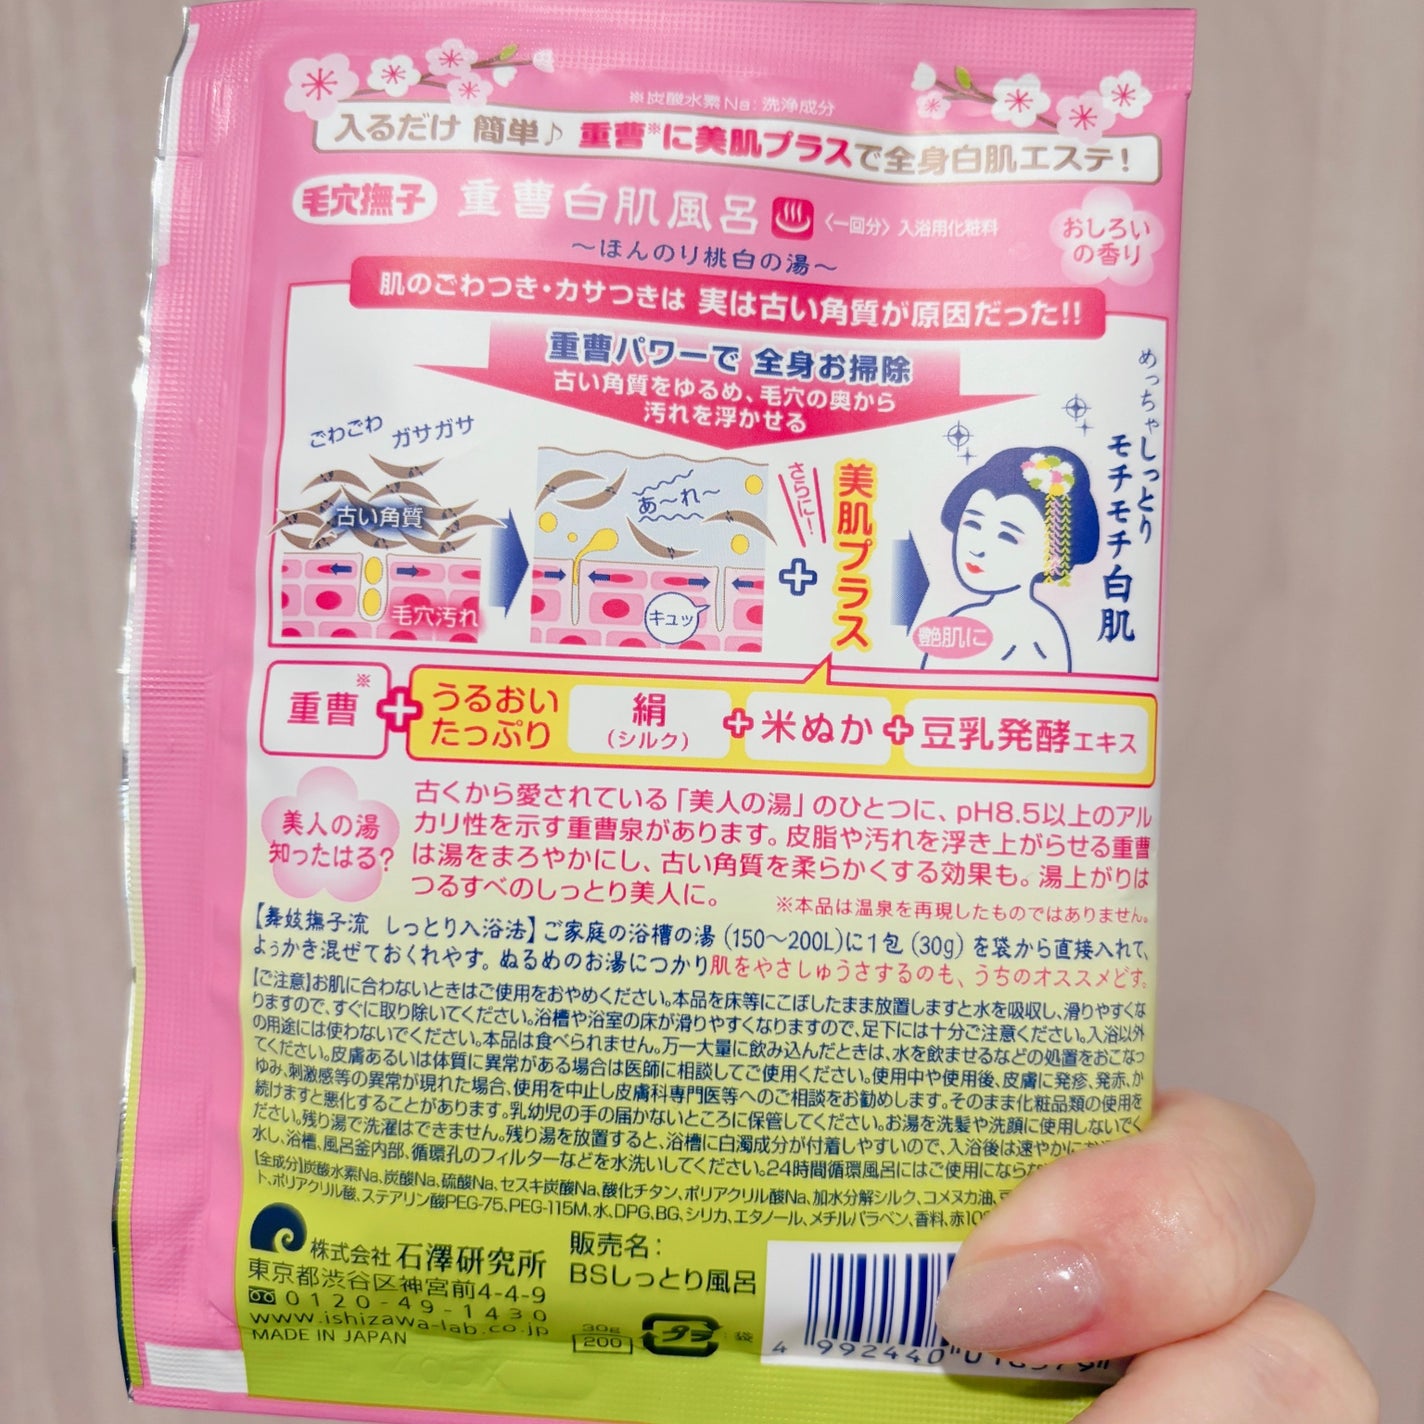 ※炭酸水素Na:洗浄成分
入るだけ 簡単♪ 重曹※に美肌プラスで全身白肌エステ!
毛穴撫子 重曹白肌風呂 〈一回分〉入浴用化粧料
おしろい
の香り
〜ほんのり桃白の湯〜
肌のごわつき・カサつきは 実は古い角質が原因だった!!
重曹パワーで 全身お掃除
古い角質をゆるめ、毛穴の奥から
汚れを浮かせる
ごわごわ ガサガサ
古い角質
毛穴汚れ
あ〜れ〜
キュッ
さらに!
美肌プラス
めっちゃしっとり
モチモチ白肌
艶肌に
重曹※
うるおい
たっぷり
絹
(シルク)
米ぬか
豆乳発酵エキス
美人の湯
知ったはる?
古くから愛されている「美人の湯」のひとつに、pH8.5以上のアル
カリ性を示す重曹泉があります。皮脂や汚れを浮き上がらせる重曹
は湯をまろやかにし、古い角質を柔らかくする効果も。湯上がりは
つるすべのしっとり美人に。
※本品は温泉を再現したものではありません。
【舞妓撫子流 しっとり入浴法】ご家庭の浴槽の湯(150〜200L)に1包(30g)を袋から直接入れて、
よぅかき混ぜておくれやす。ぬるめのお湯につかり肌をやさしゅうさするのも、うちのオススメどす。
【ご注意】お肌に合わないときはご使用をおやめください。本品を床等にこぼしたまま放置しますと水を吸収し、滑りやすくな
りますので、すぐに取り除いてください。浴槽や浴室の床が滑りやすくなりますので、足下には十分ご注意ください。入浴以外
の用途には使わないでください。本品は食べられません。万一大量に飲み込んだときは、水を飲ませるなどの処置をおこなっ
てください。皮膚あるいは体質に異常がある場合は医師に相談してご使用ください。使用中や使用後、皮膚に発疹、発赤、か
ゆみ、刺激感等の異常が現れた場合、使用を中止し皮膚科専門医等へのご相談をお勧めします。そのまま化粧品類の使用を
続けますと悪化することがあります。乳幼児の手の届かないところに保管してください。お湯を洗髪や洗顔に使用しないでく
ださい。残り湯で洗濯はできません。残り湯を放置すると、浴槽に白濁成分が付着しやすいので、入浴後は速やかに
水し、浴槽、風呂釜内部、循環孔のフィルターなどを水洗いしてください。24時間循環風呂にはご使用にならな
【全成分】炭酸水素Na、炭酸Na、硫酸Na、セスキ炭酸Na、酸化チタン、ポリアクリル酸Na、加水分解シルク、コメヌカ油、
ト、ポリアクリル酸、ステアリン酸PEG-75、PEG-115M、水、DPG、BG、シリカ、エタノール、メチルパラベン、香料、赤10
株式会社 石澤研究所
東京都渋谷区神宮前4-4-9
0120-49-1430
www.ishizawa-lab.co.jp
MADE IN JAPAN
販売名:
BSしっとり風呂
30g
200
プラ
袋
4 992440 0